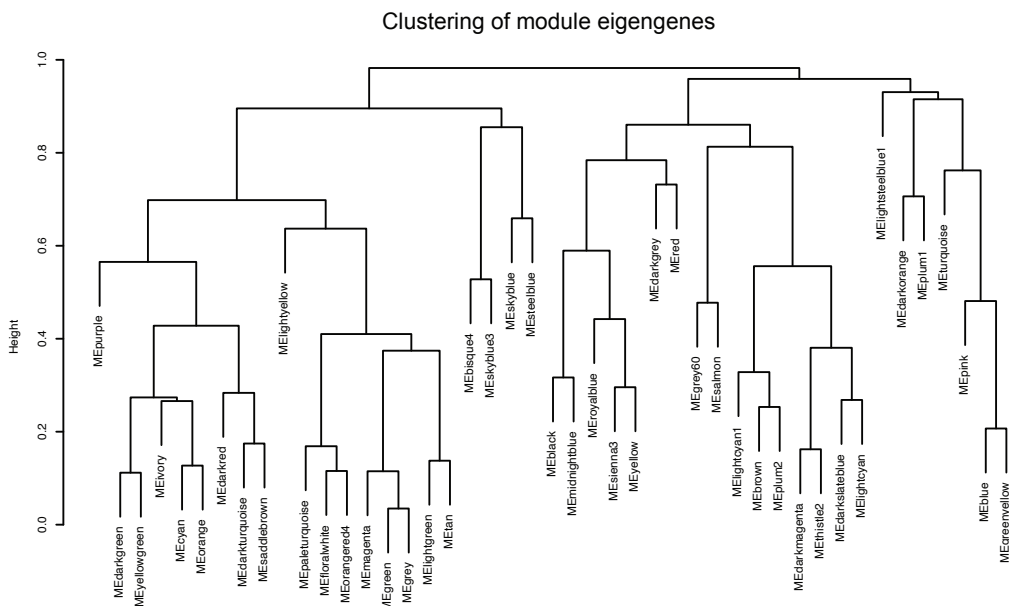 Clustering of module eigengenes
Height
1.0
0.8
0.6
0.4
0.2
0.0
MEpurple
MEdarkgreen
MEyellowgreen
MEivory
MEcyan
MEorange
MEdarkred
MEdarkturquoise
MEsaddlebrown
MElightyellow
MEpaleturquoise
MEfloralwhite
MEorangered4
MEmagenta
MEgreen
MEgrey
MElightgreen
MEtan
MEbisque4
MEskyblue3
MEskyblue
MEsteelblue
MEblack
MEmidnightblue
MEroyalblue
MEsienna3
MEyellow
MEdarkgrey
MEred
MEgrey60
MEsalmon
MElightcyan1
MEbrown
MEplum2
MEdarkmagenta
MEthistle2
MEdarkslateblue
MElightcyan
MElightsteelblue1
MEdarkorange
MEplum1
MEturquoise
MEpink
MEblue
MEgreenyellow